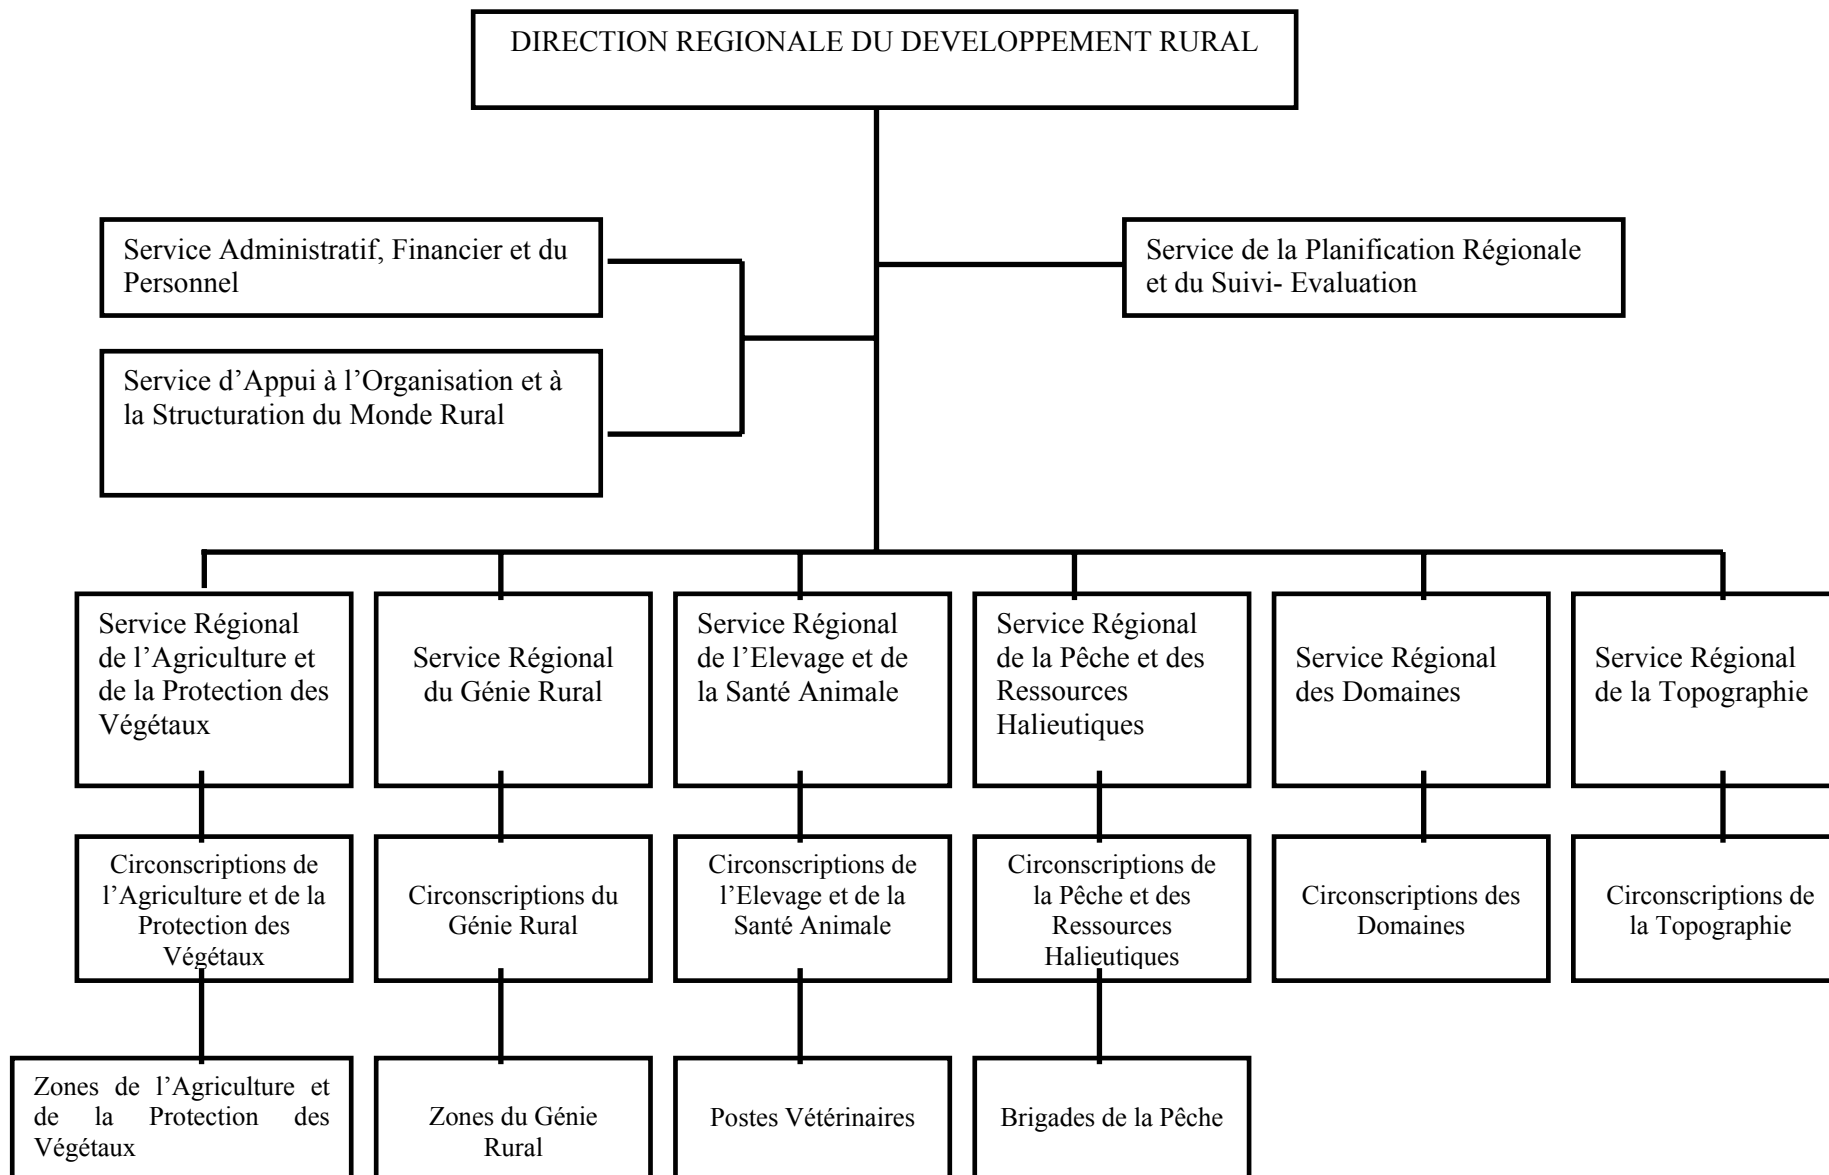 DIRECTION REGIONALE DU DEVELOPPEMENT RURAL
Service Administratif, Financier et du
Personnel
Service de la Planification Régionale
et du Suivi- Evaluation
Service d’Appui à l’Organisation et à
la Structuration du Monde Rural
Service Régional
de l’Agriculture et
de la Protection des
Végétaux
Service Régional
du Génie Rural
Service Régional
de l’Elevage et de
la Santé Animale
Service Régional
de la Pêche et des
Ressources
Halieutiques
Service Régional
des Domaines
Service Régional
de la Topographie
Circonscriptions de
l’Agriculture et de la
Protection des
Végétaux
Circonscriptions du
Génie Rural
Circonscriptions de
l’Elevage et de la
Santé Animale
Circonscriptions de
la Pêche et des
Ressources
Halieutiques
Circonscriptions des
Domaines
Circonscriptions de
la Topographie
Zones de l’Agriculture et
de la Protection des
Végétaux
Zones du Génie
Rural
Postes Vétérinaires
Brigades de la Pêche